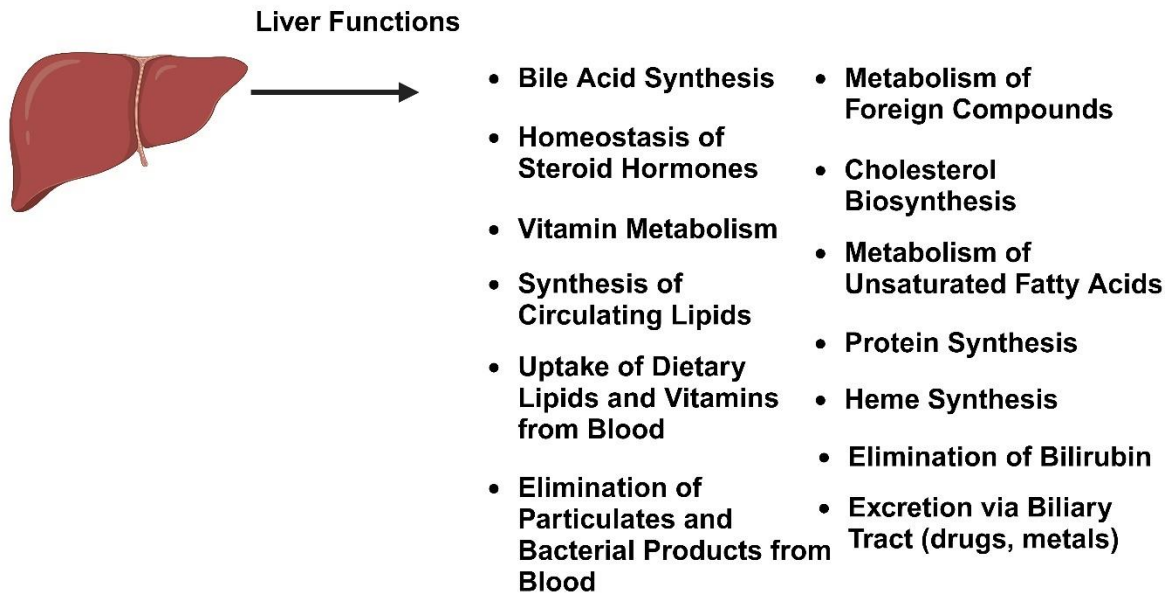 Liver Functions
• Bile Acid Synthesis
• Homeostasis of
Steroid Hormones
• Vitamin Metabolism
• Synthesis of
Circulating Lipids
• Uptake of Dietary
Lipids and Vitamins
from Blood
• Elimination of
Particulates and
Bacterial Products from
Blood
• Metabolism of
Foreign Compounds
• Cholesterol
Biosynthesis
• Metabolism of
Unsaturated Fatty Acids
• Protein Synthesis
• Heme Synthesis
• Elimination of Bilirubin
• Excretion via Biliary
Tract (drugs, metals)